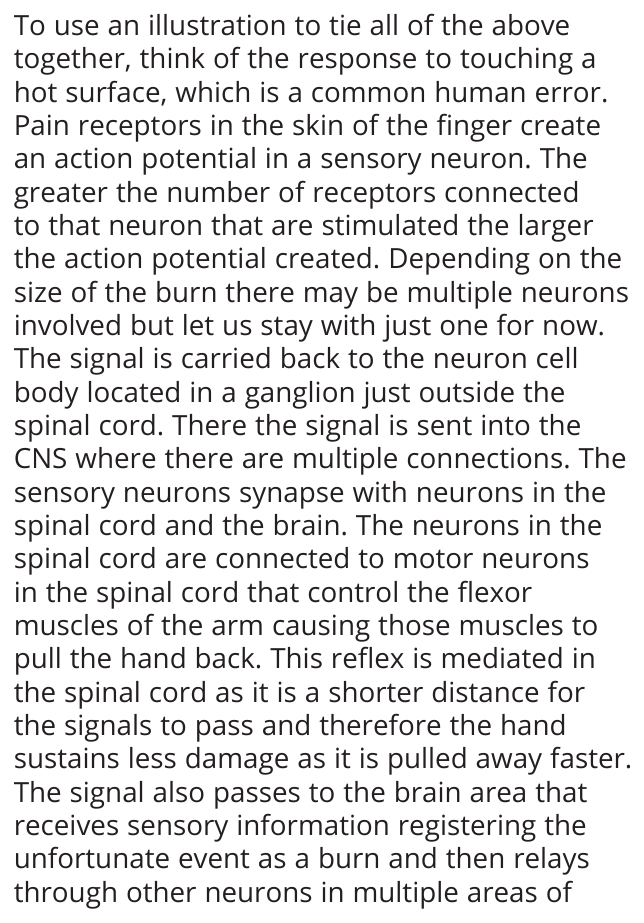 To use an illustration to tie all of the above
together, think of the response to touching a
hot surface, which is a common human error.
Pain receptors in the skin of the finger create
an action potential in a sensory neuron. The
greater the number of receptors connected
to that neuron that are stimulated the larger
the action potential created. Depending on the
size of the burn there may be multiple neurons
involved but let us stay with just one for now.
The signal is carried back to the neuron cell
body located in a ganglion just outside the
spinal cord. There the signal is sent into the
CNS where there are multiple connections. The
sensory neurons synapse with neurons in the
spinal cord and the brain. The neurons in the
spinal cord are connected to motor neurons
in the spinal cord that control the flexor
muscles of the arm causing those muscles to
pull the hand back. This reflex is mediated in
the spinal cord as it is a shorter distance for
the signals to pass and therefore the hand
sustains less damage as it is pulled away faster.
The signal also passes to the brain area that
receives sensory information registering the
unfortunate event as a burn and then relays
through other neurons in multiple areas of